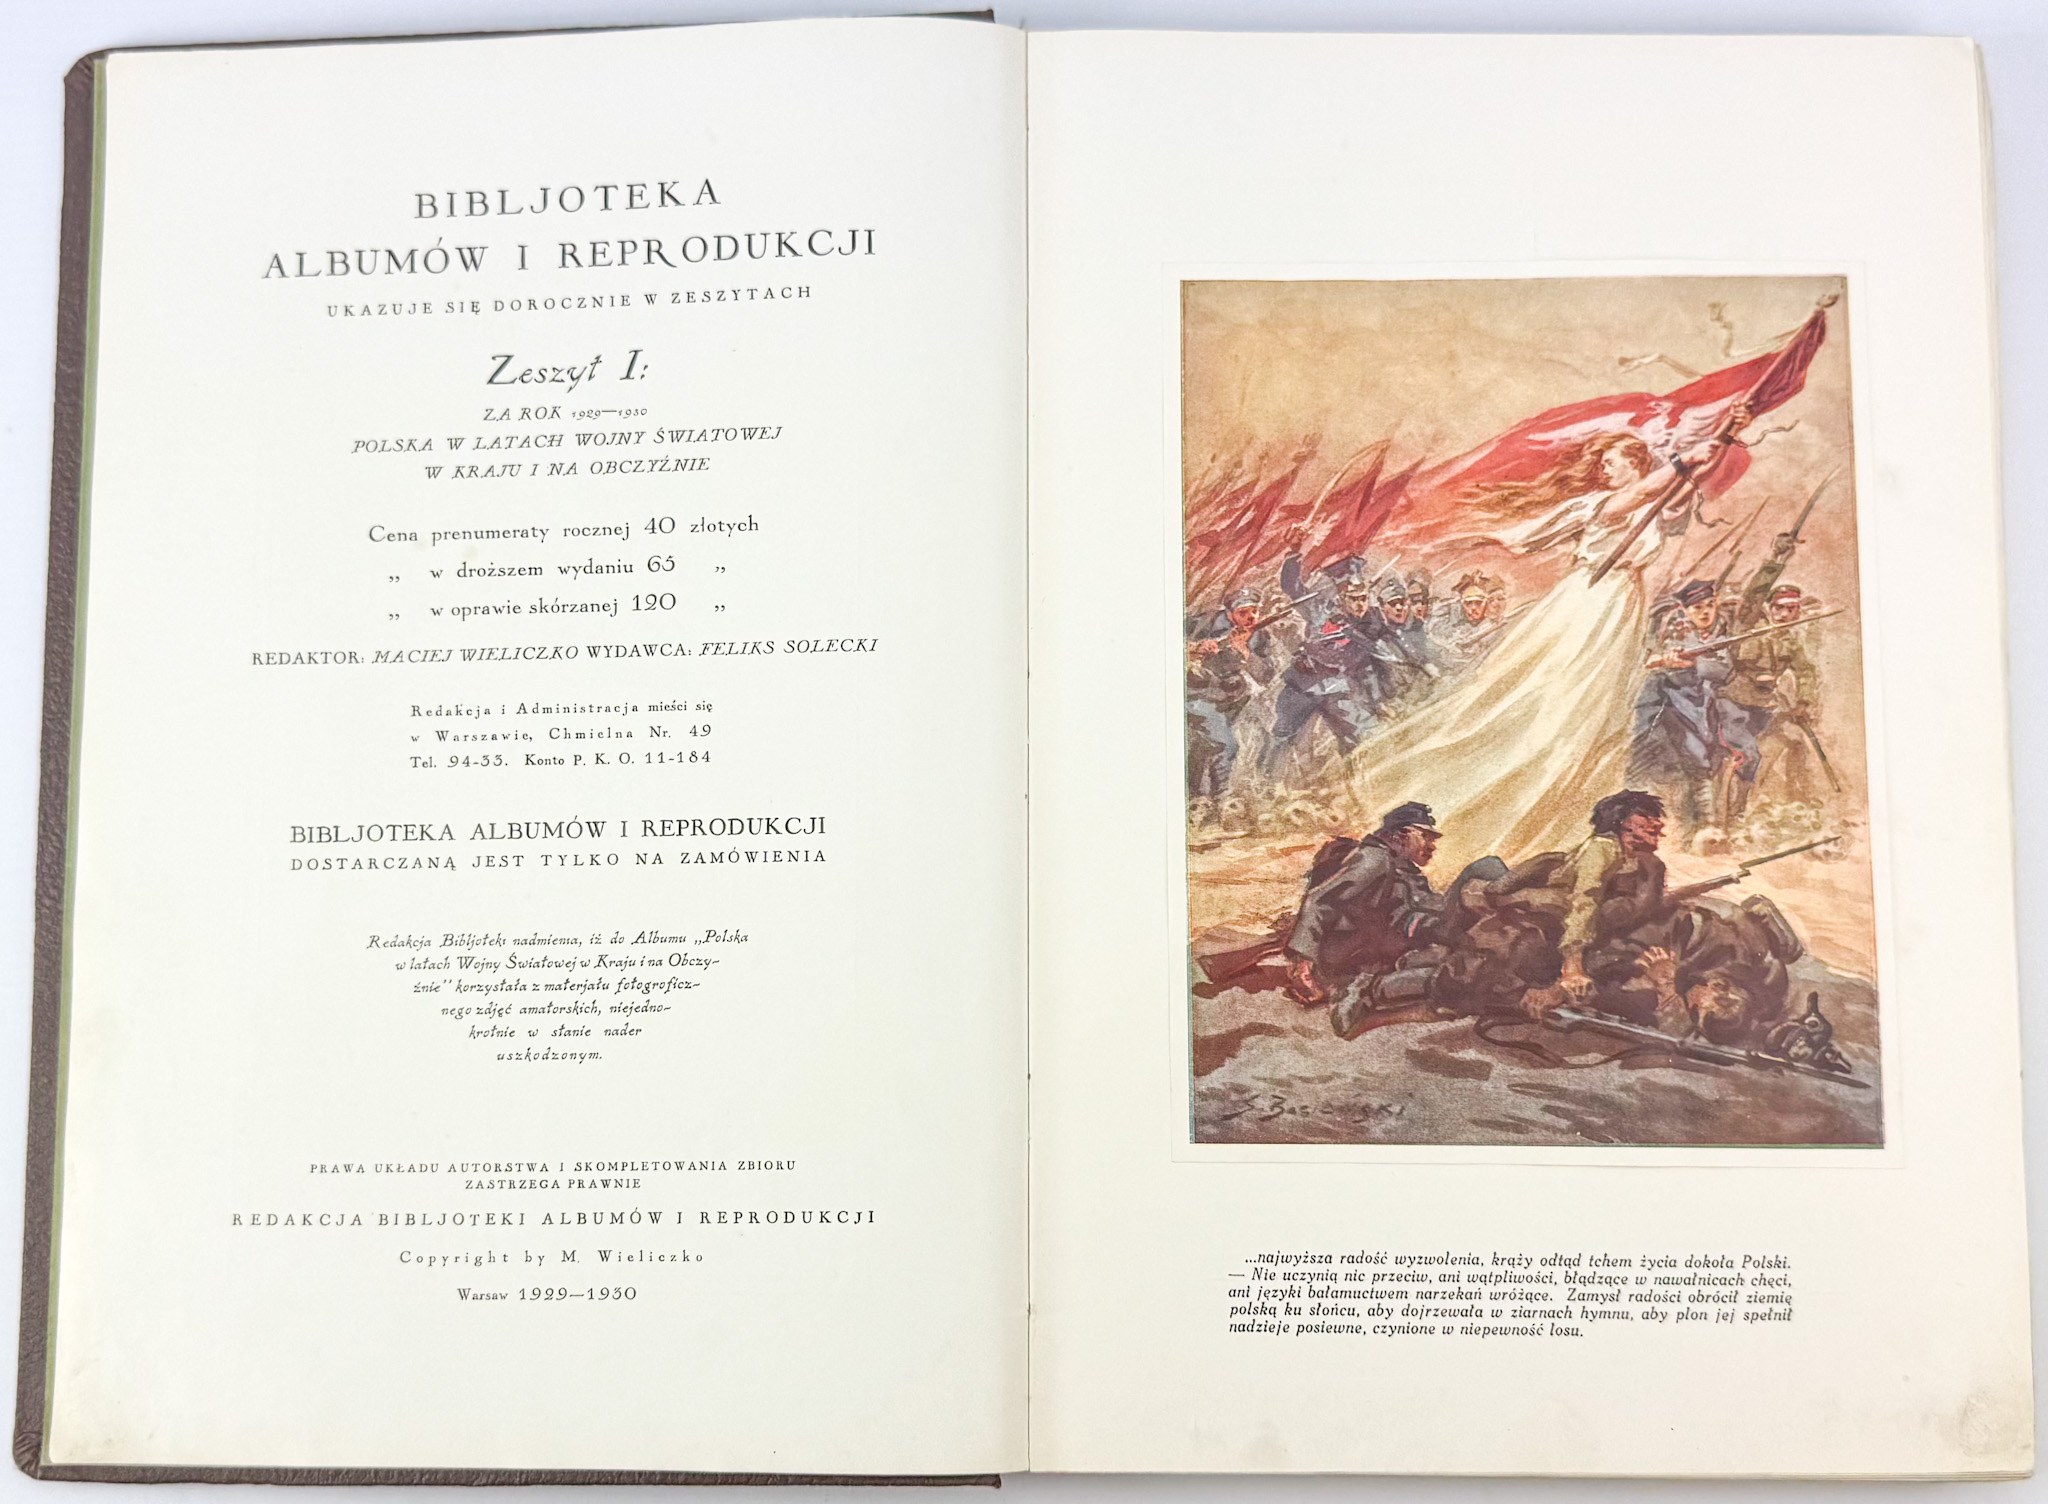 BIBLJOTEKA
ALBUMÓW I REPRODUKCJI
UKAZUJE SIĘ DOROCZNIE W ZESZYTACH
Zeszyt I:
ZA ROK 1929—1930
POLSKA W LATACH WOJNY ŚWIATOWEJ
W KRAJU I NA OBCZYŹNIE
Cena prenumeraty rocznej 40 złotych
„ w droższem wydaniu 65 „
„ w oprawie skórzanej 120 „
REDAKTOR: MACIEJ WIELICZKO WYDAWCA: FELIKS SOLECKI
Redakcja i Administracja mieści się
w Warszawie, Chmielna Nr. 49
Tel. 94-33. Konto P. K. O. 11-184
BIBLJOTEKA ALBUMÓW I REPRODUKCJI
DOSTARCZANĄ JEST TYLKO NA ZAMÓWIENIA
Redakcja Bibljoteki nadmienia, iż do Albumu „Polska
w latach Wojny Światowej w Kraju i na Obczy-
źnie" korzystała z materjału fotogroficz-
nego zdjęć amatorskich, niejedno-
krotnie w stanie nader
uszkodzonym.
PRAWA UKŁADU AUTORSTWA I SKOMPLETOWANIA ZBIORU
ZASTRZEGA PRAWNIE
REDAKCJA BIBLJOTEKI ALBUMÓW I REPRODUKCJI
Copyright by M. Wieliczko
Warsaw 1929—1930
S. Bagieński
...najwyższa radość wyzwolenia, krąży odtąd tchem życia dokoła Polski.
— Nie uczynią nic przeciw, ani wątpliwości, błądzące w nawałnicach chęci,
ani języki bałamuctwem narzekań wróżące. Zamysł radości obrócił ziemię
polską ku słońcu, aby dojrzewała w ziarnach hymnu, aby plon jej spełnił
nadzieje posiewne, czynione w niepewność losu.